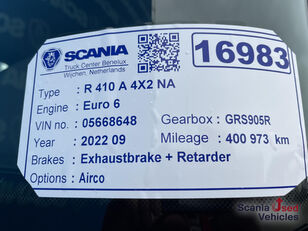 SCANIA
Truck Center Benelux
Wijchen, Netherlands
16983
Type : R 410 A 4X2 NA
Engine : Euro 6
VIN no. : 05668648 Gearbox : GRS905R
Year : 2022 09 Mileage : 400 973 km
Brakes : Exhaustbrake + Retarder
Options : Airco
Scania Used
Vehicles